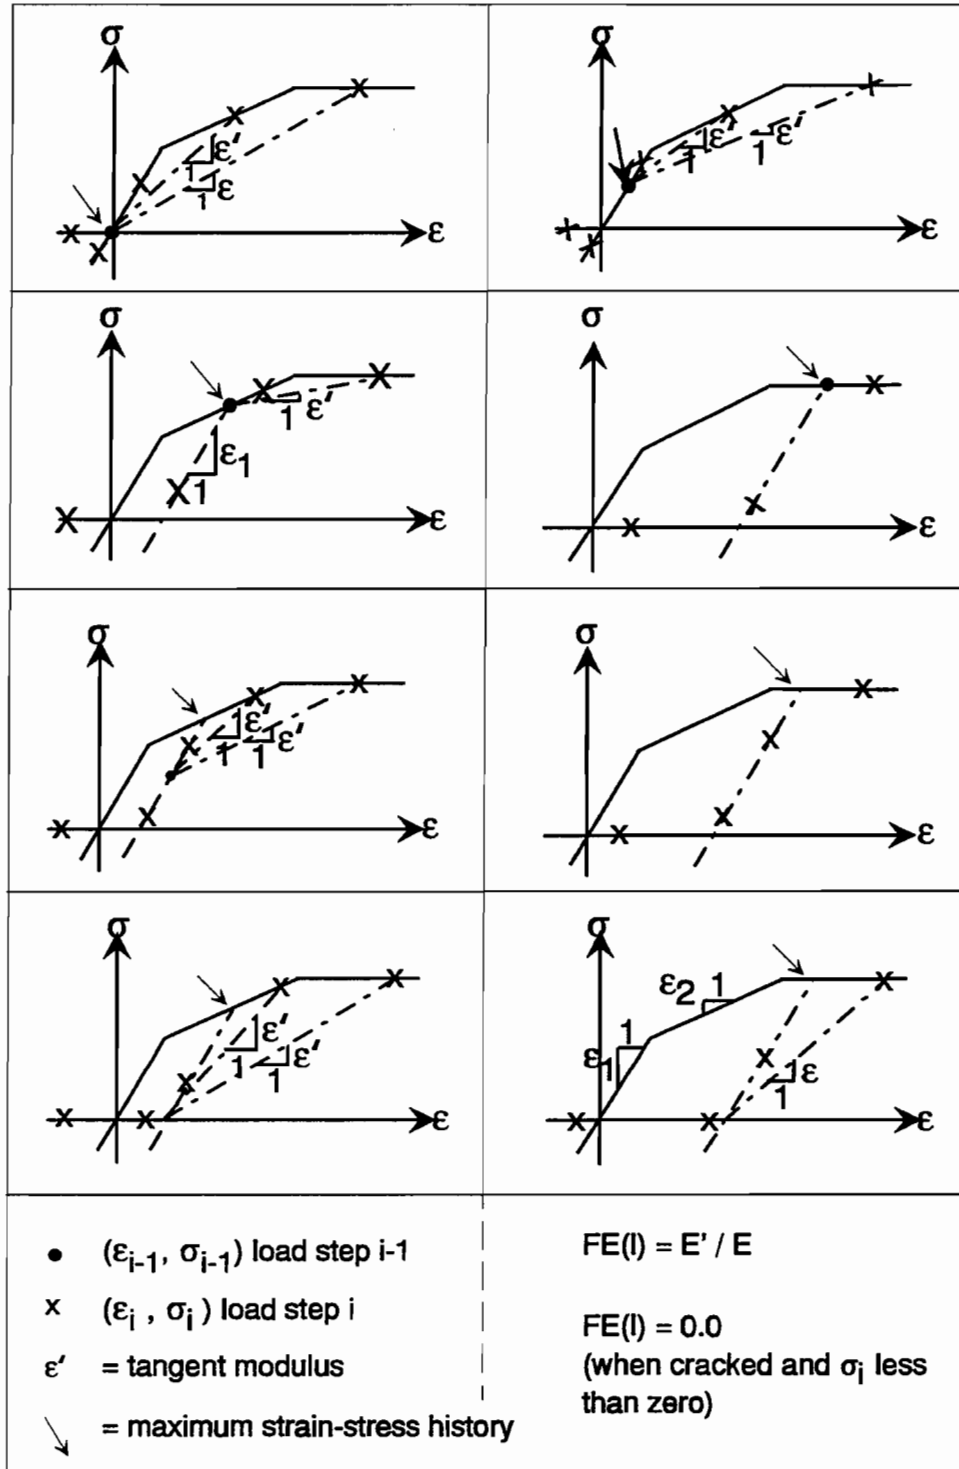 σ
ε'
1
ε
1
ε
σ
ε'
1
ε'
1
ε
σ
ε'
1
ε1
1
ε
σ
ε
σ
ε'
1
ε'
1
ε
σ
ε
σ
ε'
1
ε'
1
ε
σ
ε2
1
1
ε1
ε
1
ε
• (εi-1, σi-1) load step i-1
x (εi , σi ) load step i
ε' = tangent modulus
= maximum strain-stress history
FE(I) = E' / E
FE(I) = 0.0
(when cracked and σi less
than zero)